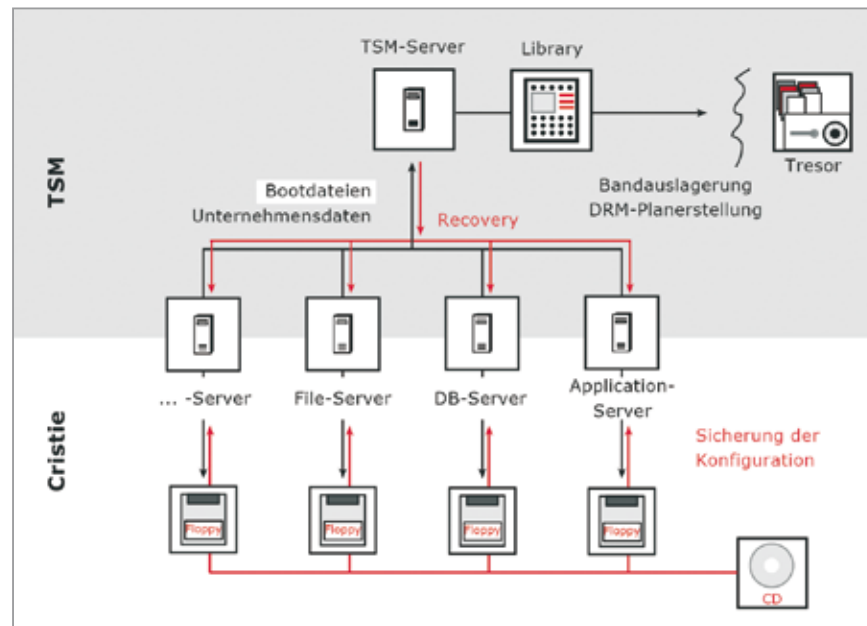 TSM-Server
Library
Tresor
TSM
Bootdateien
Unternehmensdaten
Recovery
Bandauslagerung
DRM-Planerstellung
... -Server
File-Server
DB-Server
Application-
Server
Cristie
Sicherung der
Konfiguration
Floppy
Floppy
Floppy
Floppy
CD